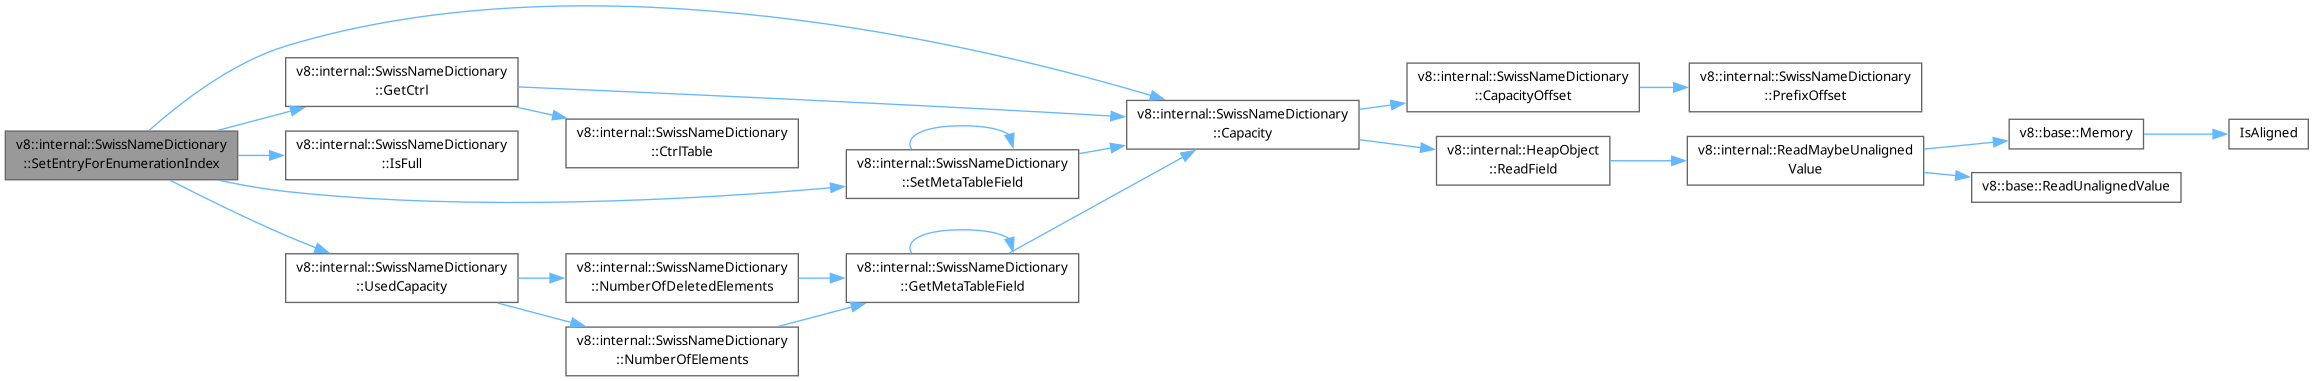 v8::internal::SwissNameDictionary
::SetEntryForEnumerationIndex
v8::internal::SwissNameDictionary
::GetCtrl
v8::internal::SwissNameDictionary
::IsFull
v8::internal::SwissNameDictionary
::UsedCapacity
v8::internal::SwissNameDictionary
::CtrlTable
v8::internal::SwissNameDictionary
::NumberOfDeletedElements
v8::internal::SwissNameDictionary
::NumberOfElements
v8::internal::SwissNameDictionary
::SetMetaTableField
v8::internal::SwissNameDictionary
::GetMetaTableField
v8::internal::SwissNameDictionary
::Capacity
v8::internal::SwissNameDictionary
::CapacityOffset
v8::internal::HeapObject
::ReadField
v8::internal::SwissNameDictionary
::PrefixOffset
v8::internal::ReadMaybeUnaligned
Value
v8::base::Memory
v8::base::ReadUnalignedValue
IsAligned